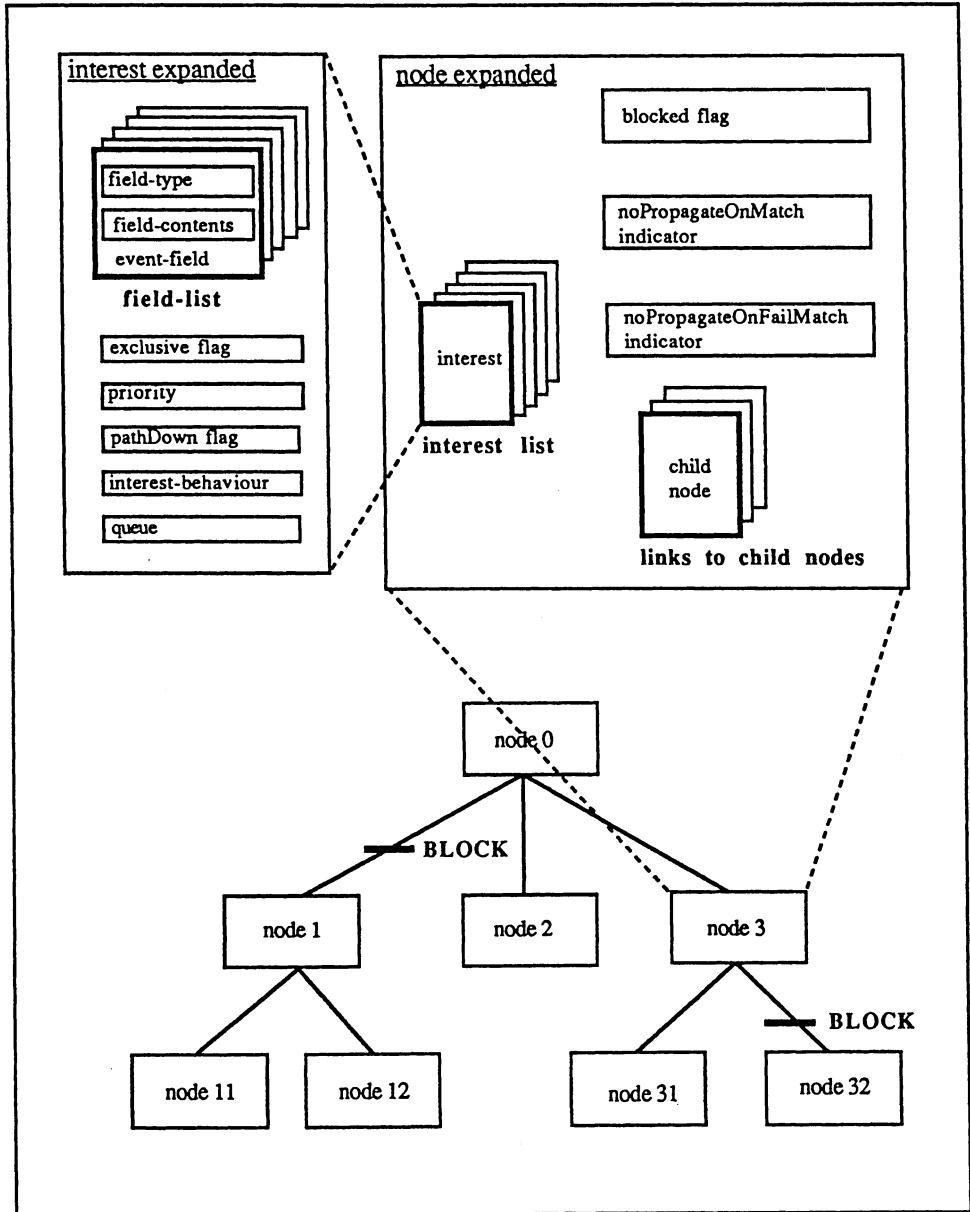 interest expanded
field-type
field-contents
event-field
field-list
exclusive flag
priority
pathDown flag
interest-behaviour
queue
node expanded
blocked flag
noPropagateOnMatch
indicator
noPropagateOnFailMatch
indicator
interest
interest list
child
node
links to child nodes
node 0
BLOCK
node 1
node 2
node 3
BLOCK
node 11
node 12
node 31
node 32